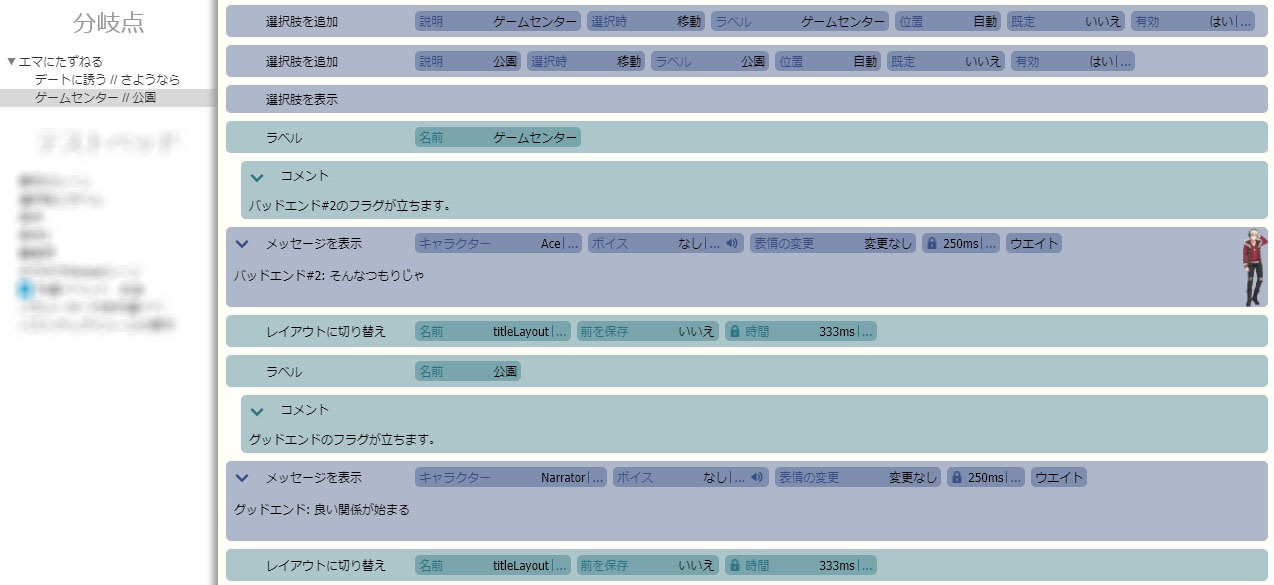 分岐点
▼エマにたずねる
デートに誘う // さようなら
ゲームセンター // 公園
選択肢を追加 説明 ゲームセンター 選択時 移動 ラベル ゲームセンター 位置 自動 既定 いいえ 有効 はい|...
選択肢を追加 説明 公園 選択時 移動 ラベル 公園 位置 自動 既定 いいえ 有効 はい|...
選択肢を表示
ラベル 名前 ゲームセンター
コメント
バッドエンド#2のフラグが立ちます。
メッセージを表示 キャラクター Ace|... ボイス なし|... 表情の変更 変更なし 250ms|... ウエイト
バッドエンド#2: そんなつもりじゃ
レイアウトに切り替え 名前 titleLayout|... 前を保存 いいえ 時間 333ms|...
ラベル 名前 公園
コメント
グッドエンドのフラグが立ちます。
メッセージを表示 キャラクター Narrator|... ボイス なし|... 表情の変更 変更なし 250ms|... ウエイト
グッドエンド: 良い関係が始まる
レイアウトに切り替え 名前 titleLayout|... 前を保存 いいえ 時間 333ms|...